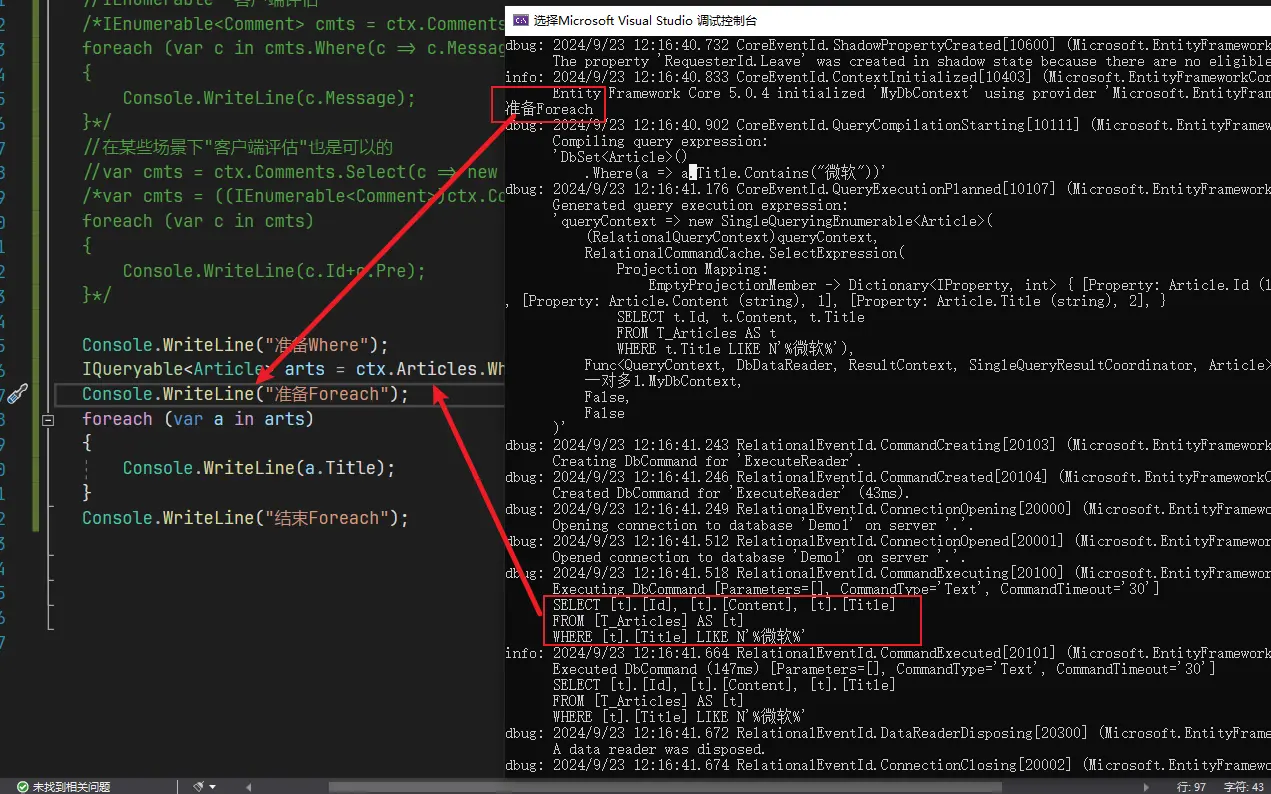 //IEnumerable
/*IEnumerable<Comment> cmts = ctx.Comments
foreach (var c in cmts.Where(c => c.Messag
{
Console.WriteLine(c.Message);
}*/
//在某些场景下"客户端评估"也是可以的
//var cmts = ctx.Comments.Select(c => new
/*var cmts = ((IEnumerable<Comment>)ctx.Co
foreach (var c in cmts)
{
Console.WriteLine(c.Id+c.Pre);
}*/
Console.WriteLine("准备Where");
IQueryable<Article> arts = ctx.Articles.Wh
Console.WriteLine("准备Foreach");
foreach (var a in arts)
{
Console.WriteLine(a.Title);
}
Console.WriteLine("结束Foreach");
选择Microsoft Visual Studio 调试控制台
dbug: 2024/9/23 12:16:40.732 CoreEventId.ShadowPropertyCreated[10600] (Microsoft.EntityFramework
The property 'RequesterId.Leave' was created in shadow state because there are no eligible
info: 2024/9/23 12:16:40.833 CoreEventId.ContextInitialized[10403] (Microsoft.EntityFrameworkCor
Entity Framework Core 5.0.4 initialized 'MyDbContext' using provider 'Microsoft.EntityFram
准备Foreach
dbug: 2024/9/23 12:16:40.902 CoreEventId.QueryCompilationStarting[10111] (Microsoft.EntityFramew
Compiling query expression:
'DbSet<Article>()
.Where(a => a.Title.Contains("微软"))'
dbug: 2024/9/23 12:16:41.176 CoreEventId.QueryExecutionPlanned[10107] (Microsoft.EntityFramework
Generated query execution expression:
'queryContext => new SingleQueryingEnumerable<Article>(
(RelationalQueryContext)queryContext,
RelationalCommandCache.SelectExpression(
Projection Mapping:
EmptyProjectionMember -> Dictionary<IProperty, int> { [Property: Article.Id (1
, [Property: Article.Content (string), 1], [Property: Article.Title (string), 2], }
SELECT t.Id, t.Content, t.Title
FROM T_Articles AS t
WHERE t.Title LIKE N'%微软%'),
Func<QueryContext, DbDataReader, ResultContext, SingleQueryResultCoordinator, Article>
一对多1.MyDbContext,
False,
False
)'
dbug: 2024/9/23 12:16:41.243 RelationalEventId.CommandCreating[20103] (Microsoft.EntityFramework
Creating DbCommand for 'ExecuteReader'.
dbug: 2024/9/23 12:16:41.246 RelationalEventId.CommandCreated[20104] (Microsoft.EntityFrameworkC
Created DbCommand for 'ExecuteReader' (43ms).
dbug: 2024/9/23 12:16:41.249 RelationalEventId.ConnectionOpening[20000] (Microsoft.EntityFramewo
Opening connection to database 'Demo1' on server '.'.
dbug: 2024/9/23 12:16:41.512 RelationalEventId.ConnectionOpened[20001] (Microsoft.EntityFramewor
Opened connection to database 'Demo1' on server '.'.
dbug: 2024/9/23 12:16:41.518 RelationalEventId.CommandExecuting[20100] (Microsoft.EntityFramewor
Executing DbCommand [Parameters=[], CommandType='Text', CommandTimeout='30']
SELECT [t].[Id], [t].[Content], [t].[Title]
FROM [T_Articles] AS [t]
WHERE [t].[Title] LIKE N'%微软%'
info: 2024/9/23 12:16:41.664 RelationalEventId.CommandExecuted[20101] (Microsoft.EntityFramework
Executed DbCommand (147ms) [Parameters=[], CommandType='Text', CommandTimeout='30']
SELECT [t].[Id], [t].[Content], [t].[Title]
FROM [T_Articles] AS [t]
WHERE [t].[Title] LIKE N'%微软%'
dbug: 2024/9/23 12:16:41.672 RelationalEventId.DataReaderDisposing[20300] (Microsoft.EntityFrame
A data reader was disposed.
dbug: 2024/9/23 12:16:41.674 RelationalEventId.ConnectionClosing[20002] (Microsoft.EntityFramewo
未找到相关问题
行: 97 字符: 43